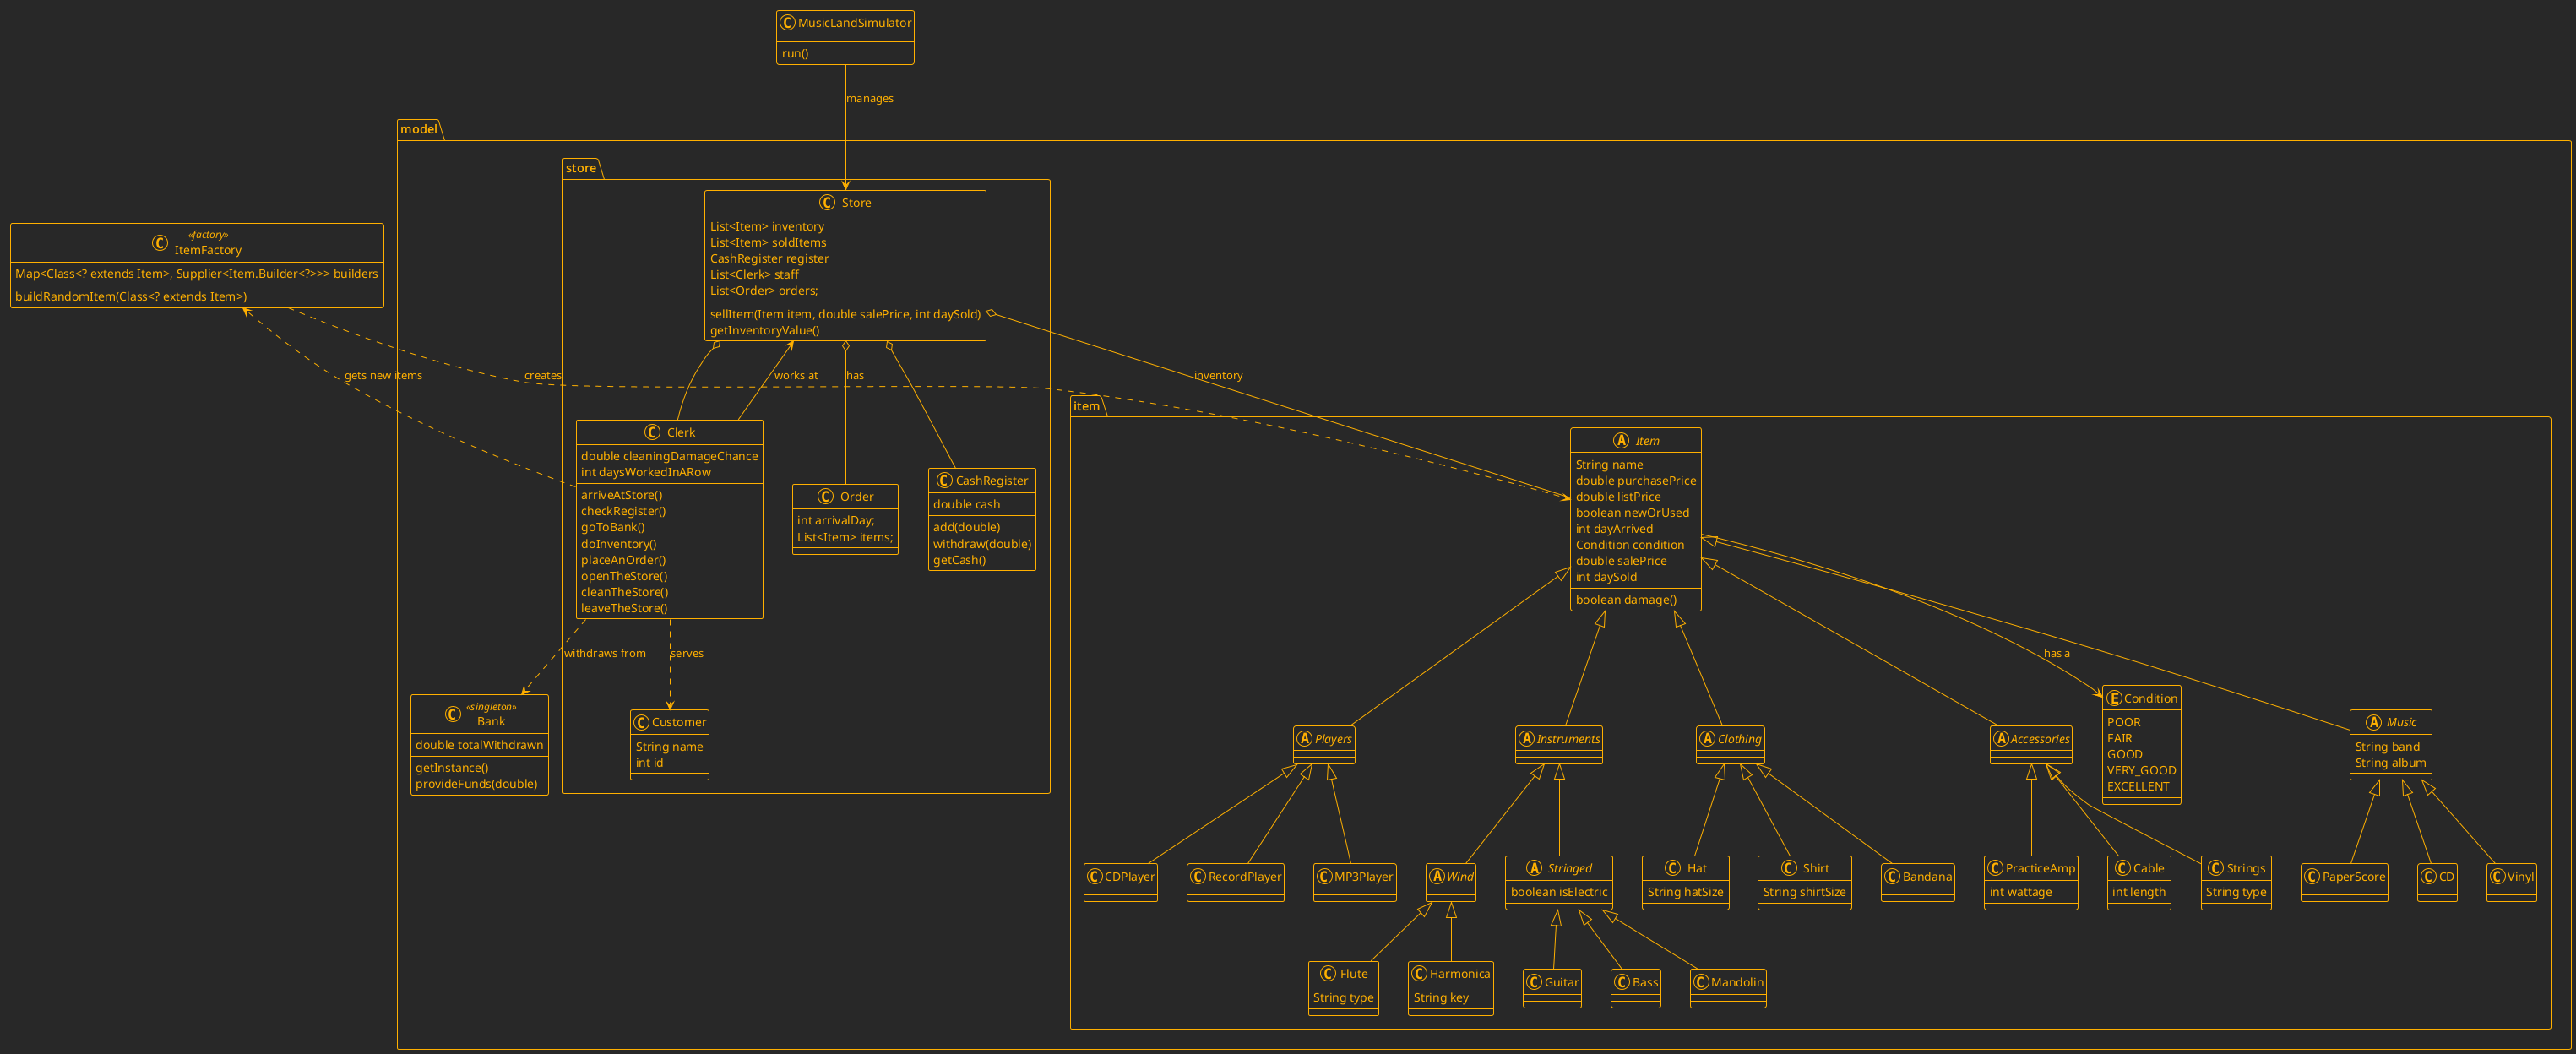 MusicLandSimulator
run()
manages
model
store
Store
List<Item> inventory
List<Item> soldItems
CashRegister register
List<Clerk> staff
List<Order> orders;
sellItem(Item item, double salePrice, int daySold)
getInventoryValue()
«factory»
ItemFactory
Map<Class<? extends Item>, Supplier<Item.Builder<?>>> builders
buildRandomItem(Class<? extends Item>)
gets new items
creates
works at
has
inventory
item
Clerk
double cleaningDamageChance
int daysWorkedInARow
arriveAtStore()
checkRegister()
goToBank()
doInventory()
placeAnOrder()
openTheStore()
cleanTheStore()
leaveTheStore()
Order
int arrivalDay;
List<Item> items;
CashRegister
double cash
add(double)
withdraw(double)
getCash()
Item
String name
double purchasePrice
double listPrice
boolean newOrUsed
int dayArrived
Condition condition
double salePrice
int daySold
boolean damage()
withdraws from
serves
has a
«singleton»
Bank
double totalWithdrawn
getInstance()
provideFunds(double)
Customer
String name
int id
Players
Instruments
Clothing
Accessories
Condition
POOR
FAIR
GOOD
VERY_GOOD
EXCELLENT
Music
String band
String album
CDPlayer
RecordPlayer
MP3Player
Wind
Stringed
boolean isElectric
Hat
String hatSize
Shirt
String shirtSize
Bandana
PracticeAmp
int wattage
Cable
int length
Strings
String type
PaperScore
CD
Vinyl
Flute
String type
Harmonica
String key
Guitar
Bass
Mandolin